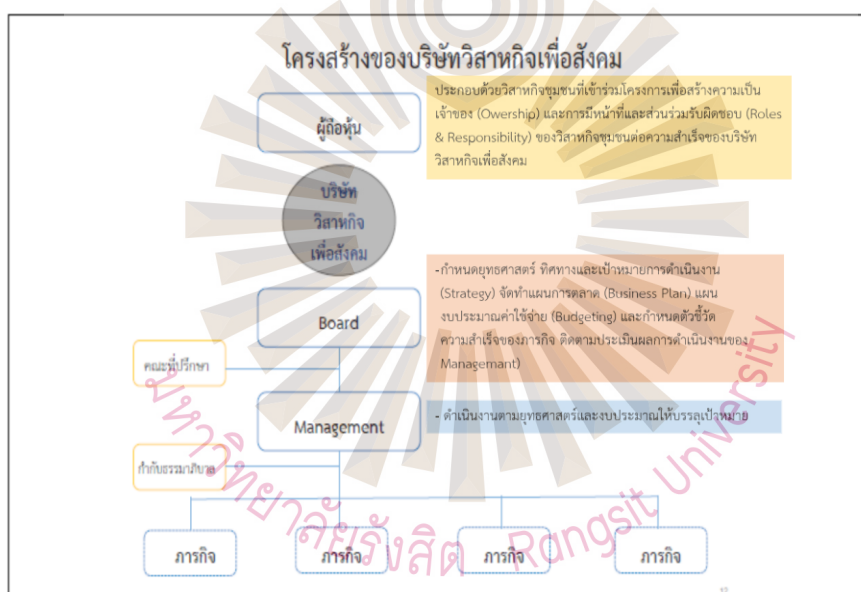 โครงสร้างของบริษัทวิสาหกิจเพื่อสังคม
ผู้ถือหุ้น
ประกอบด้วยวิสาหกิจชุมชนที่เข้าร่วมโครงการเพื่อสร้างความเป็น
เจ้าของ (Owership) และการมีหน้าที่และส่วนร่วมรับผิดชอบ (Roles
& Responsibility) ของวิสาหกิจชุมชนต่อความสำเร็จของบริษัท
วิสาหกิจเพื่อสังคม
บริษัท
วิสาหกิจ
เพื่อสังคม
Board
-กำหนดยุทธศาสตร์ ทิศทางและเป้าหมายการดำเนินงาน
(Strategy) จัดทำแผนการตลาด (Business Plan) แผน
งบประมาณค่าใช้จ่าย (Budgeting) และกำหนดตัวชี้วัด
ความสำเร็จของภารกิจ ติดตามประเมินผลการดำเนินงานของ
Managemant)
คณะที่ปรึกษา
Management
- ดำเนินงานตามยุทธศาสตร์และงบประมาณให้บรรลุเป้าหมาย
กำกับธรรมาภิบาล
ภารกิจ
ภารกิจ
ภารกิจ
ภารกิจ
มหาวิทยาลัยรังสิต Rangsit University